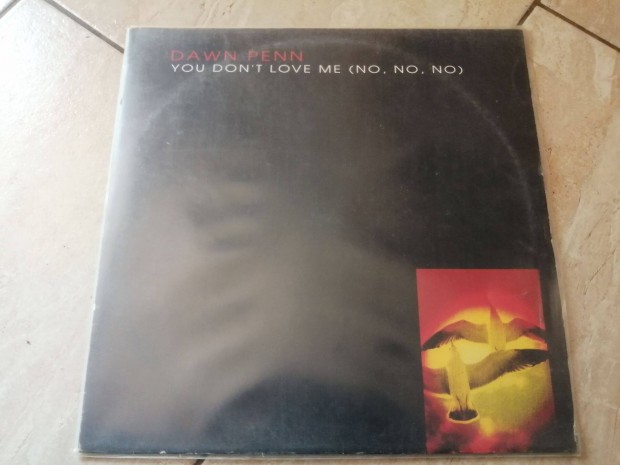 DAWN PENN
YOU DON'T LOVE ME (NO, NO, NO)